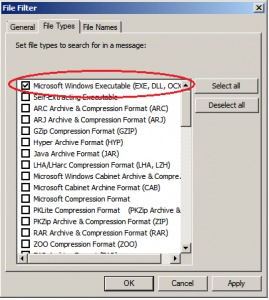 File Filter
General File Types File Names
Set file types to search for in a message:
Microsoft Windows Executable (EXE, DLL, OCX
Self-Extracting Executable
ARC Archive & Compression Format (ARC)
ARJ Archive & Compression Format (ARJ)
GZip Compression Format (GZIP)
Hyper Archive Format (HYP)
Java Archive Format (JAR)
LHA/LHarc Compression Format (LHA, LZH)
Microsoft Windows Cabinet Archive & Compre
Microsoft Cabinet Archine Format (CAB)
Microsoft Compression Format
PKLite Compression Format (PKZip Archive &
PKZip Archive & Compression Format (ZIP)
RAR Archive & Compression Format (RAR)
ZOO Compression Format (ZOO)
Select all
Deselect all
OK Cancel Apply